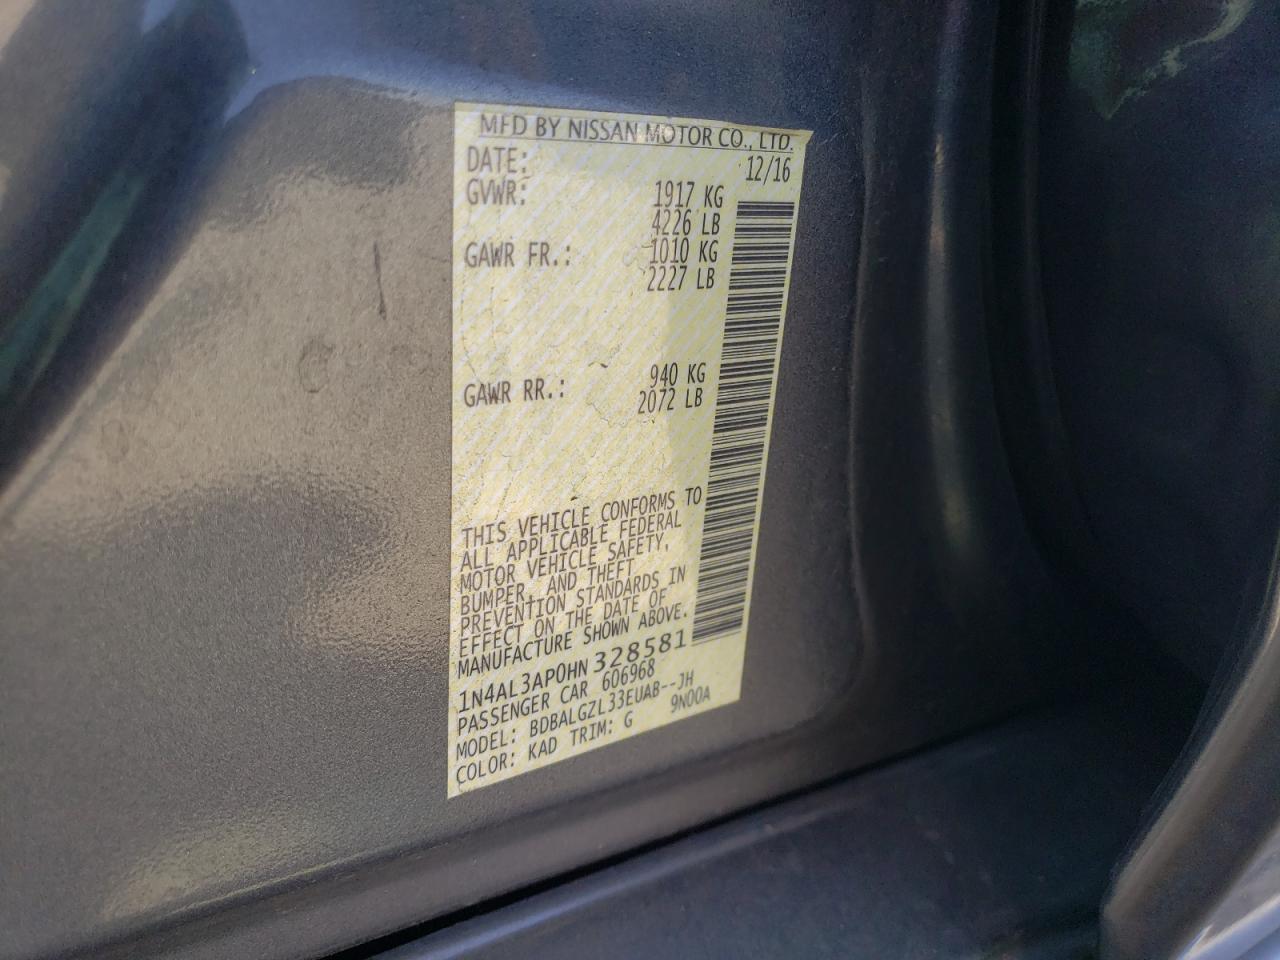 MFD BY NISSAN MOTOR CO., LTD.
DATE: 12/16
GVWR: 1917 KG
4226 LB
GAWR FR.: 1010 KG
2227 LB
GAWR RR.: 940 KG
2072 LB
THIS VEHICLE CONFORMS TO
ALL APPLICABLE FEDERAL
MOTOR VEHICLE SAFETY,
BUMPER, AND THEFT
PREVENTION STANDARDS IN
EFFECT ON THE DATE OF
MANUFACTURE SHOWN ABOVE.
1N4AL3AP0HN328581
PASSENGER CAR 606968
MODEL: BDBALGZL33EUAB--JH
COLOR: KAD TRIM: G 9N00A